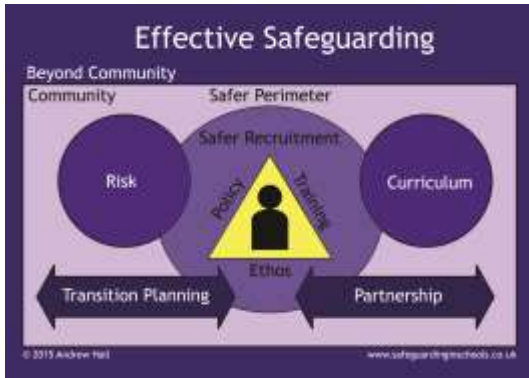 Effective Safeguarding
Beyond Community
Community
Safer Perimeter
Safer Recruitment
Risk
Policy
Training
Curriculum
Ethos
Transition Planning
Partnership
© 2015 Andrew Hall
www.safeguardinginschools.co.uk